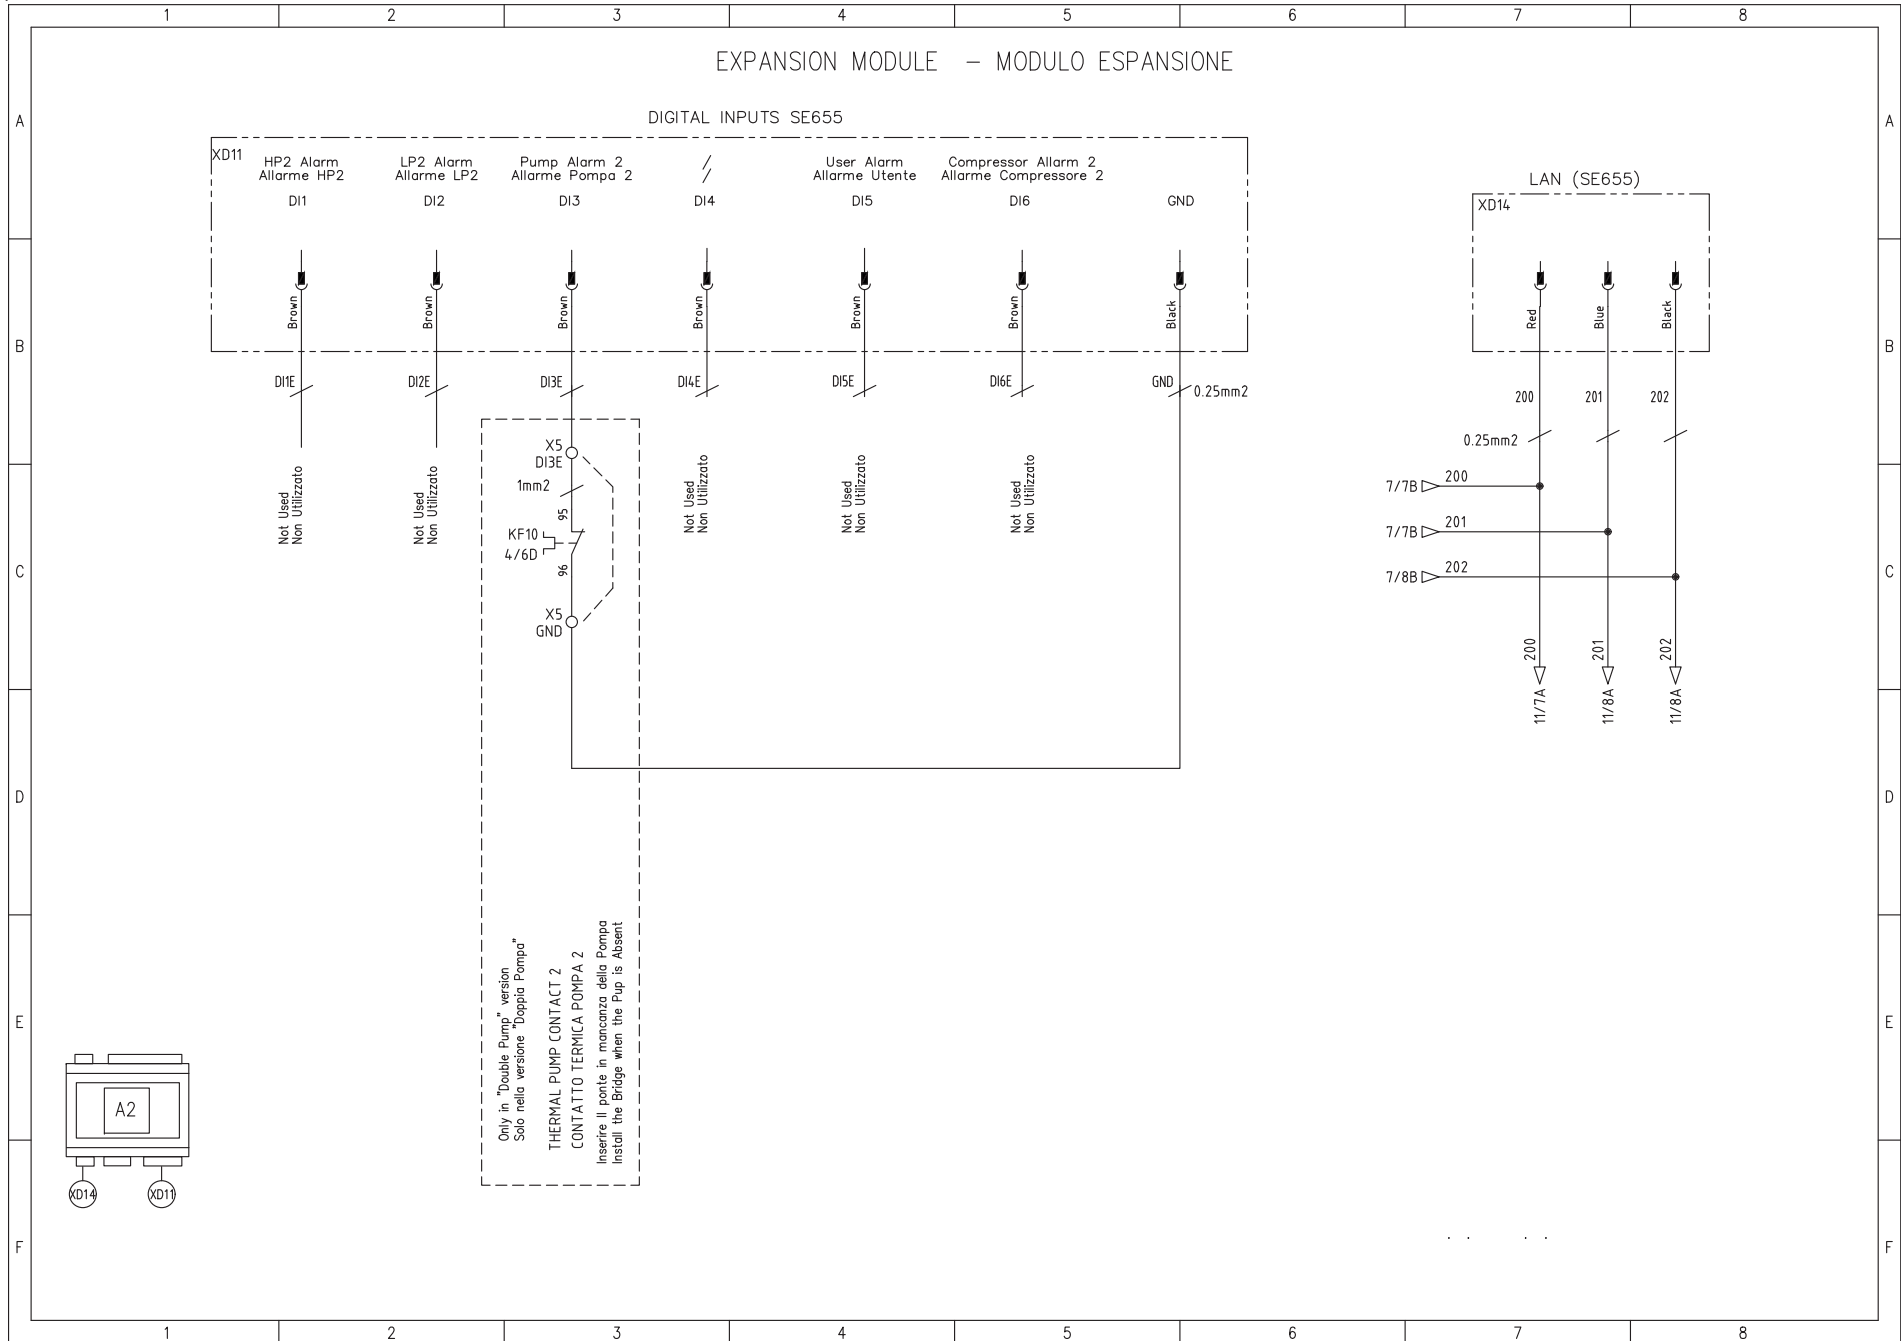 1 2 3 4 5 6 7 8
EXPANSION MODULE - MODULO ESPANSIONE
A
A
DIGITAL INPUTS SE655
XD11
HP2 Alarm
Allarme HP2
DI1
LP2 Alarm
Allarme LP2
DI2
Pump Alarm 2
Allarme Pompa 2
DI3
/
/
DI4
User Alarm
Allarme Utente
DI5
Compressor Allarm 2
Allarme Compressore 2
DI6
GND
LAN (SE655)
XD14
Brown
Brown
Brown
Brown
Brown
Brown
Black
Red
Blue
Black
B
B
DI1E
DI2E
DI3E
DI4E
DI5E
DI6E
GND
0.25mm2
200
201
202
0.25mm2
Not Used
Non Utilizzato
Not Used
Non Utilizzato
X5
DI3E
1mm2
95
KF10
4/6D
96
X5
GND
Not Used
Non Utilizzato
Not Used
Non Utilizzato
Not Used
Non Utilizzato
7/7B
200
7/7B
201
7/8B
202
C
C
200
201
202
11/7A
11/8A
11/8A
D
D
Only in "Double Pump" version
Solo nella versione "Doppia Pompa"
THERMAL PUMP CONTACT 2
CONTATTO TERMICA POMPA 2
Inserire Il ponte in mancanza della Pompa
Install the Bridge when the Pup is Absent
E
E
A2
XD14
XD11
F
F
1 2 3 4 5 6 7 8